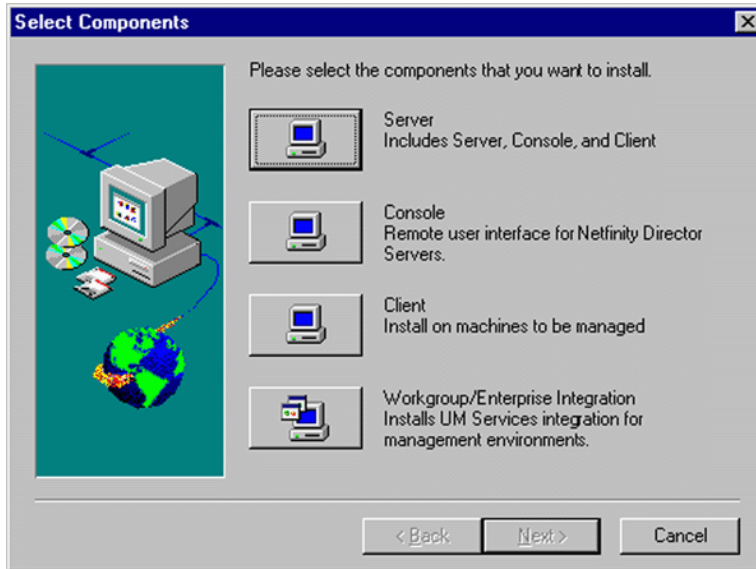 Select Components
Please select the components that you want to install.
Server
Includes Server, Console, and Client
Console
Remote user interface for Netfinity Director
Servers.
Client
Install on machines to be managed
Workgroup/Enterprise Integration
Installs UM Services integration for
management environments.
< Back
Next >
Cancel